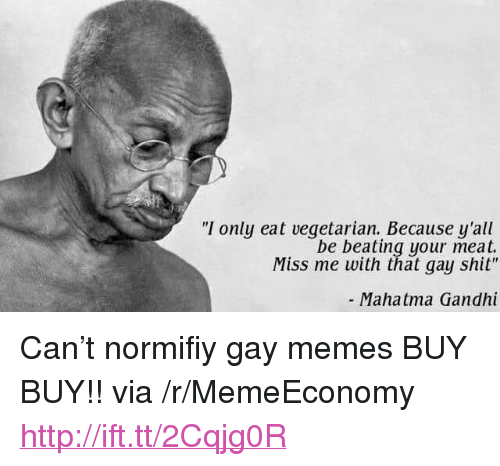 "I only eat vegetarian. Because y'all
be beating your meat.
Miss me with that gay shit"
- Mahatma Gandhi
Can't normifiy gay memes BUY
BUY!! via /r/MemeEconomy
http://ift.tt/2Cqjg0R